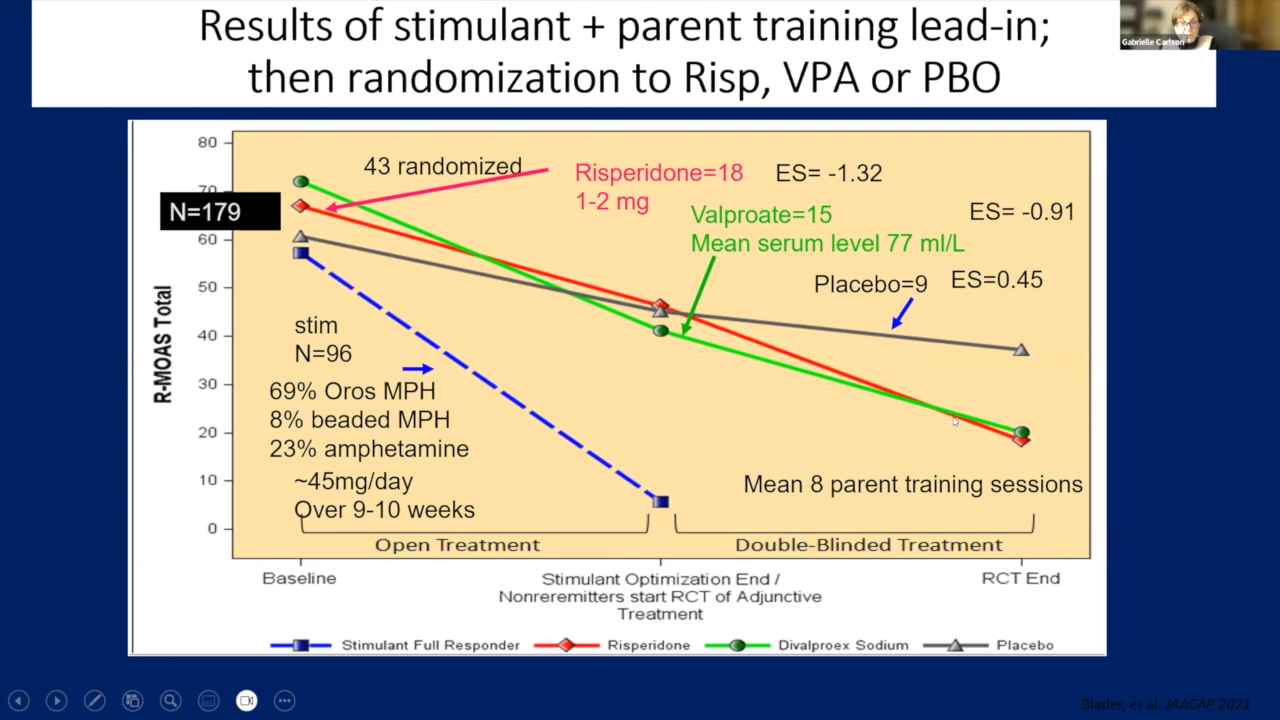 Results of stimulant + parent training lead-in;
then randomization to Risp, VPA or PBO
Gabrielle Carlson
43 randomized
Risperidone=18
1-2 mg
ES= -1.32
Valproate=15
Mean serum level 77 ml/L
ES= -0.91
Placebo=9
ES=0.45
N=179
R-MOAS Total
80
70
60
50
40
30
20
10
0
stim
N=96
69% Oros MPH
8% beaded MPH
23% amphetamine
~45mg/day
Over 9-10 weeks
Mean 8 parent training sessions
Open Treatment
Double-Blinded Treatment
Baseline
Stimulant Optimization End /
Nonremitters start RCT of Adjunctive
Treatment
RCT End
Stimulant Full Responder
Risperidone
Divalproex Sodium
Placebo
Blader, et al. JAACAP 2021